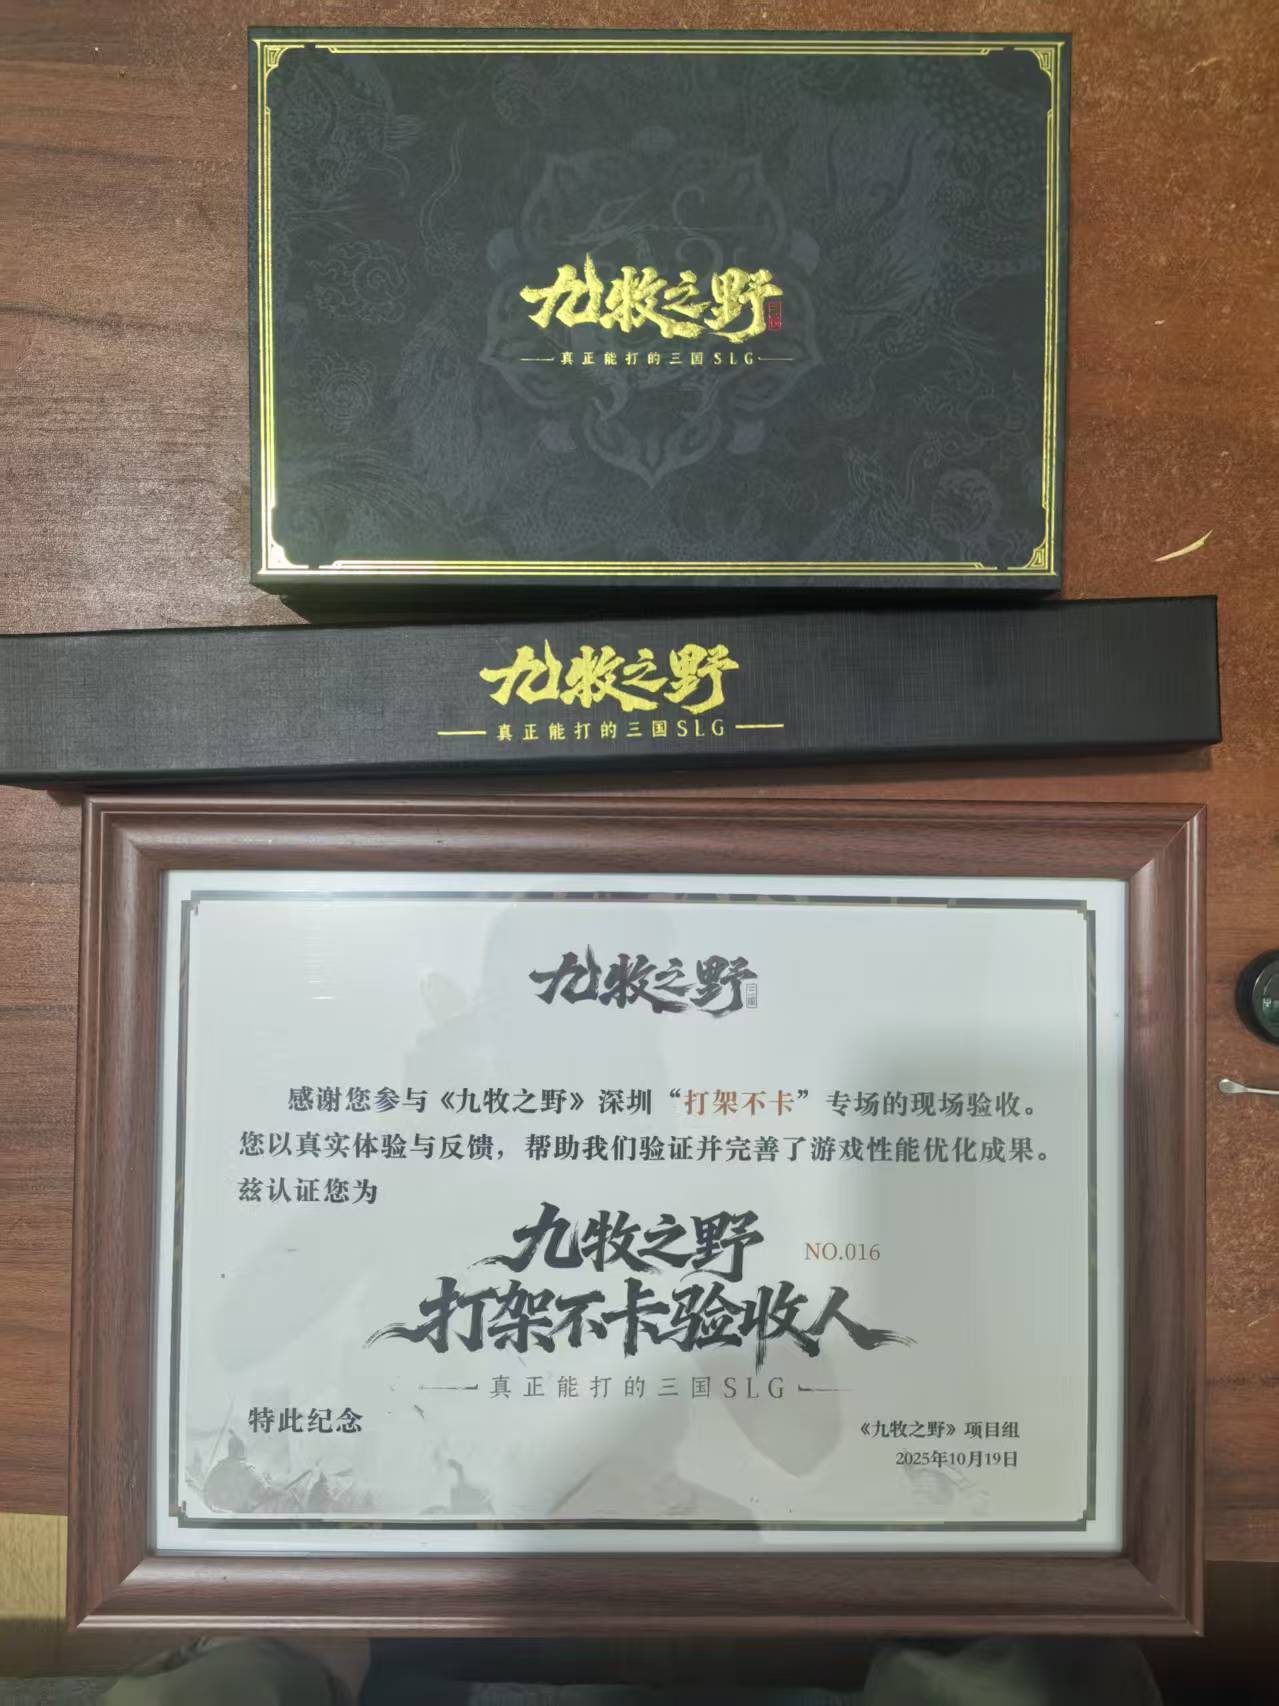 九牧之野
真正能打的三国SLG
九牧之野
真正能打的三国SLG
九牧之野
感谢您参与《九牧之野》深圳“打架不卡”专场的现场验收。
您以真实体验与反馈，帮助我们验证并完善了游戏性能优化成果。
兹认证您为
九牧之野
NO.016
打架不卡验收人
真正能打的三国SLG
特此纪念
《九牧之野》项目组
2025年10月19日